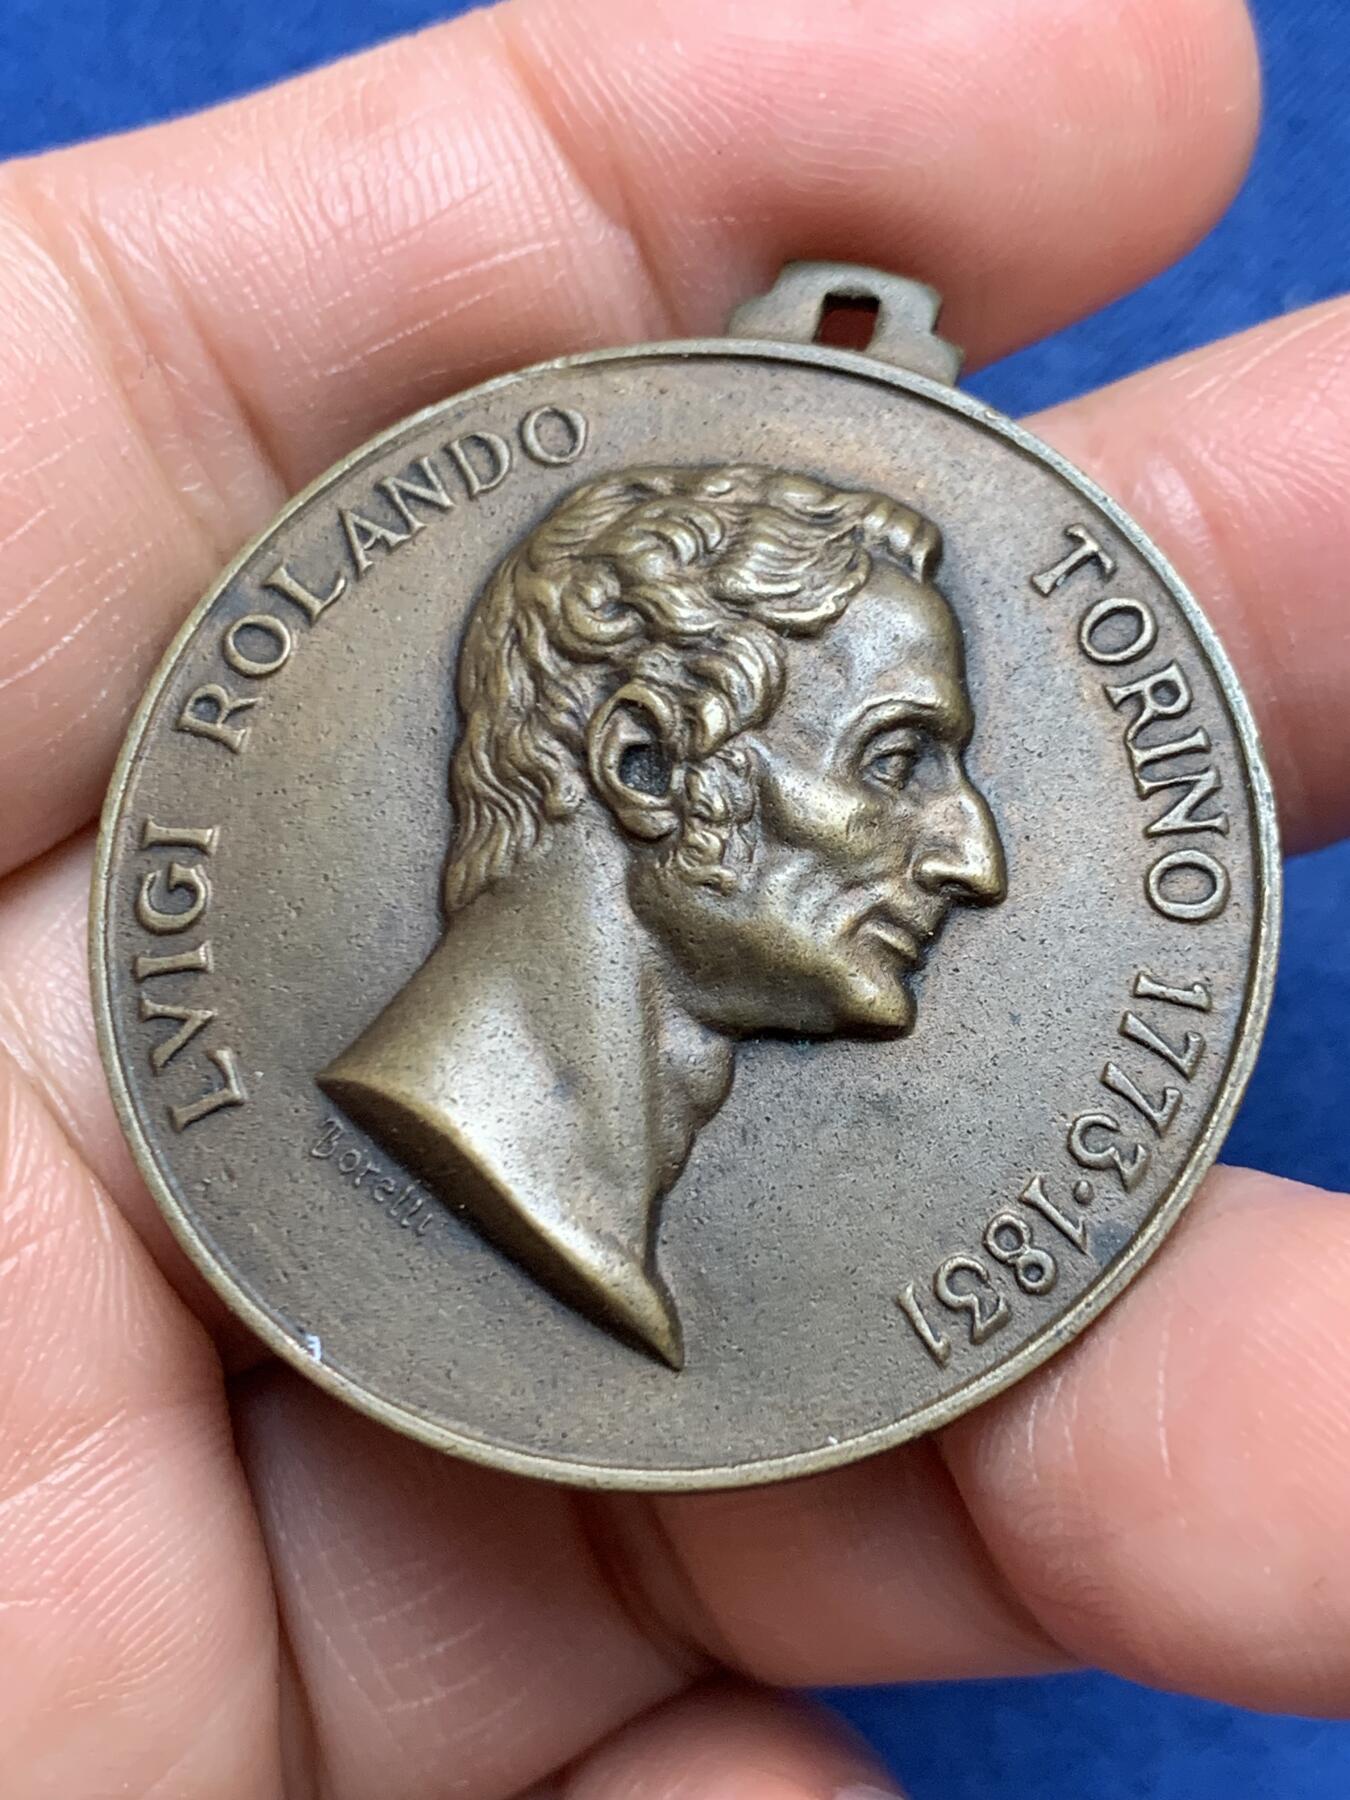 LVIGI ROLANDO
TORINO 1773·1831
Borelli